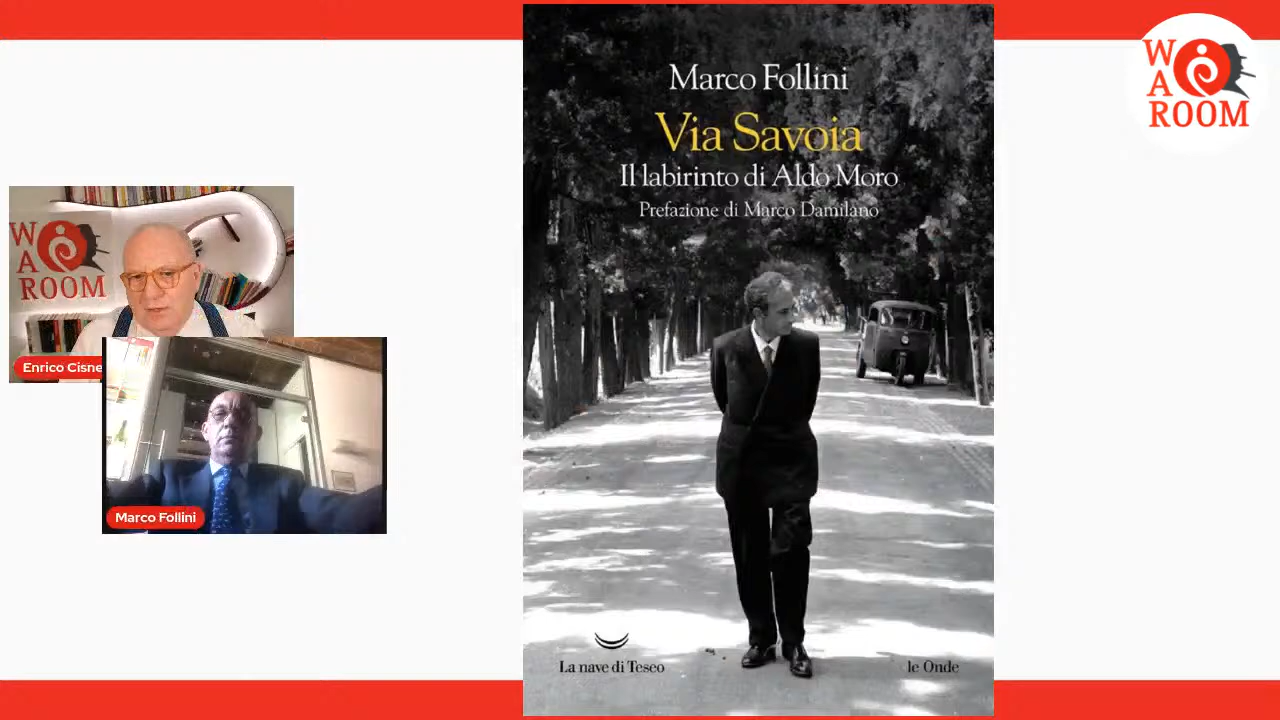 W
A
ROOM
Marco Follini
Via Savoia
Il labirinto di Aldo Moro
Prefazione di Marco Damilano
W
A
ROOM
Enrico Cisne
Marco Follini
La nave di Teseo
le Onde